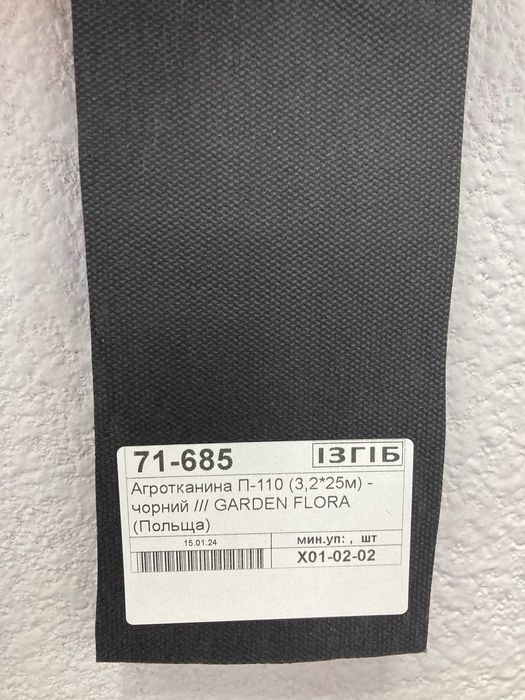 71-685 ІЗГІБ
Агротканина П-110 (3,2*25м) -
чорний /// GARDEN FLORA
(Польща)
15.01.24 мин.уп: , шт
X01-02-02